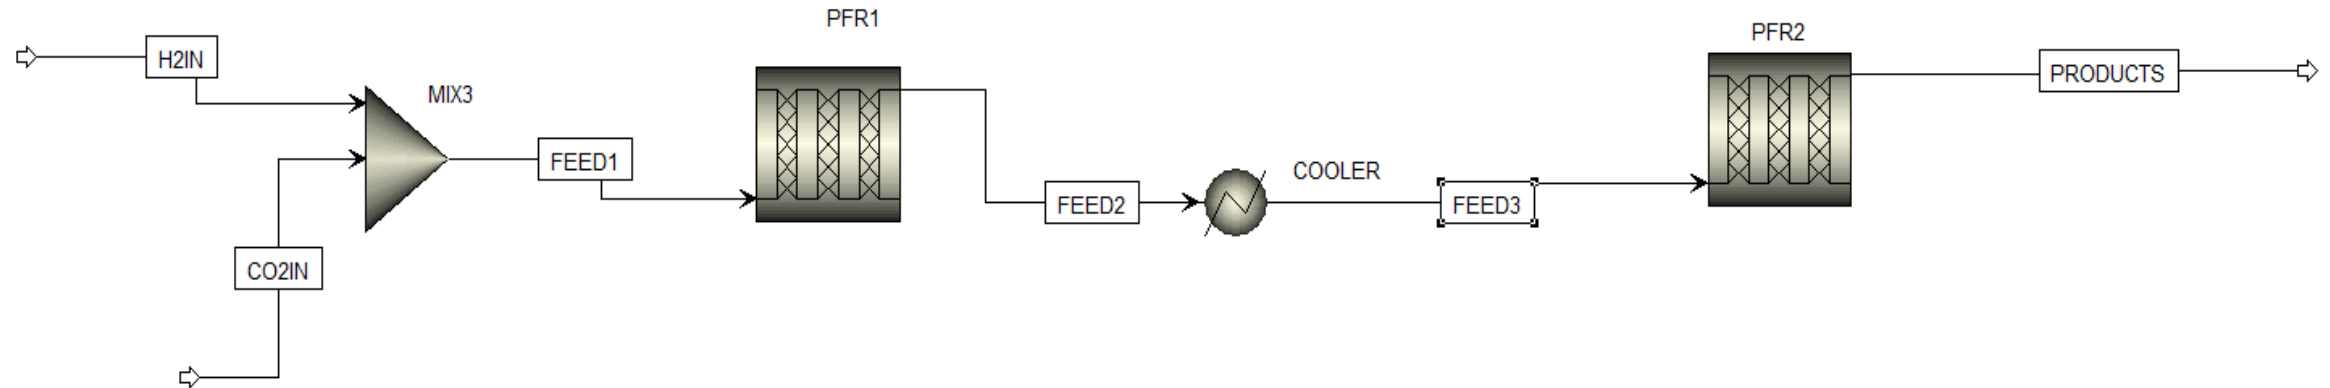 PFR1
PFR2
H2IN
PRODUCTS
MIX3
FEED1
COOLER
FEED2
FEED3
CO2IN